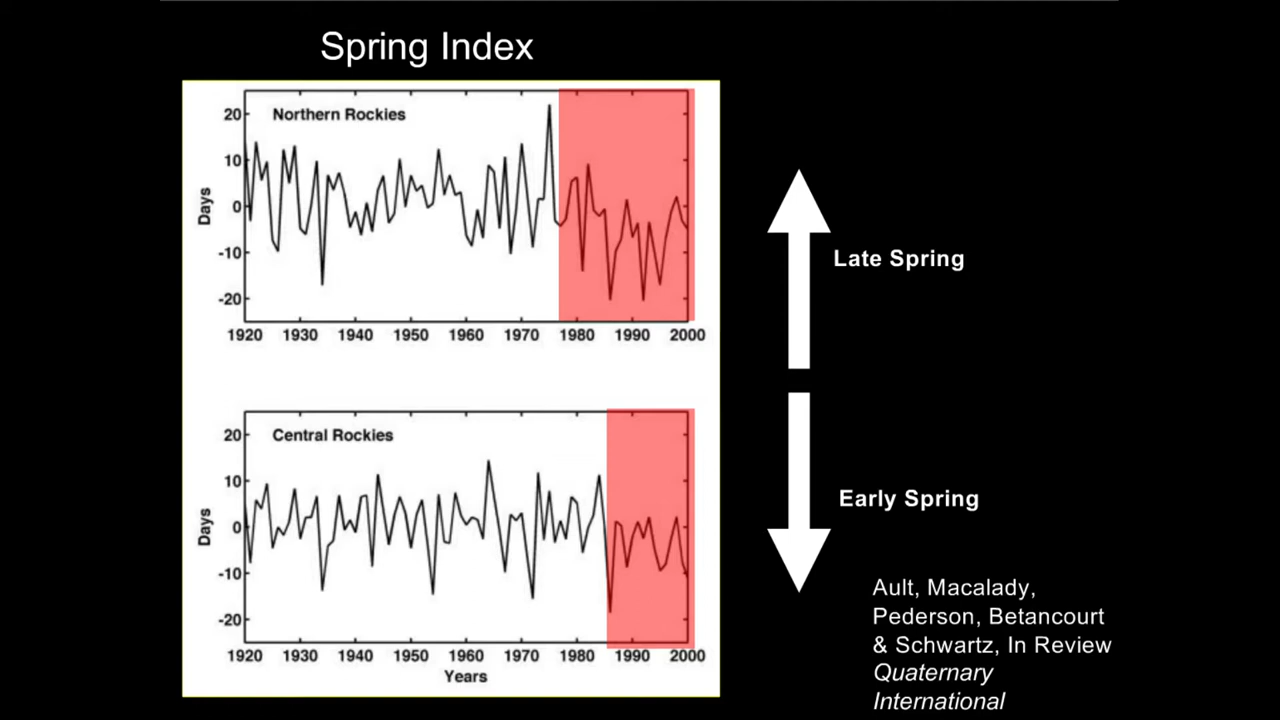 Spring Index
Northern Rockies
20
10
0
-10
-20
Days
1920 1930 1940 1950 1960 1970 1980 1990 2000
Central Rockies
20
10
0
-10
-20
Days
1920 1930 1940 1950 1960 1970 1980 1990 2000
Years
Late Spring
Early Spring
Ault, Macalady,
Pederson, Betancourt
& Schwartz, In Review
Quaternary
International